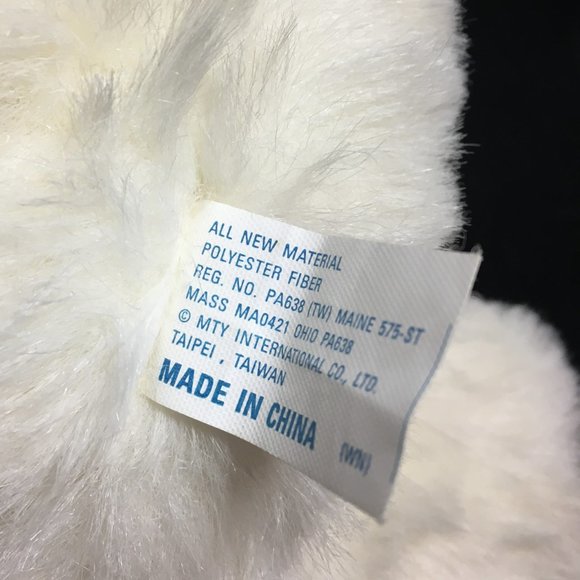 ALL NEW MATERIAL
POLYESTER FIBER
REG. NO. PA638 (TW) MAINE 575-ST
MASS MA0421 OHIO PA638
© MTY INTERNATIONAL CO., LTD.
TAIPEI, TAIWAN
MADE IN CHINA (WN)